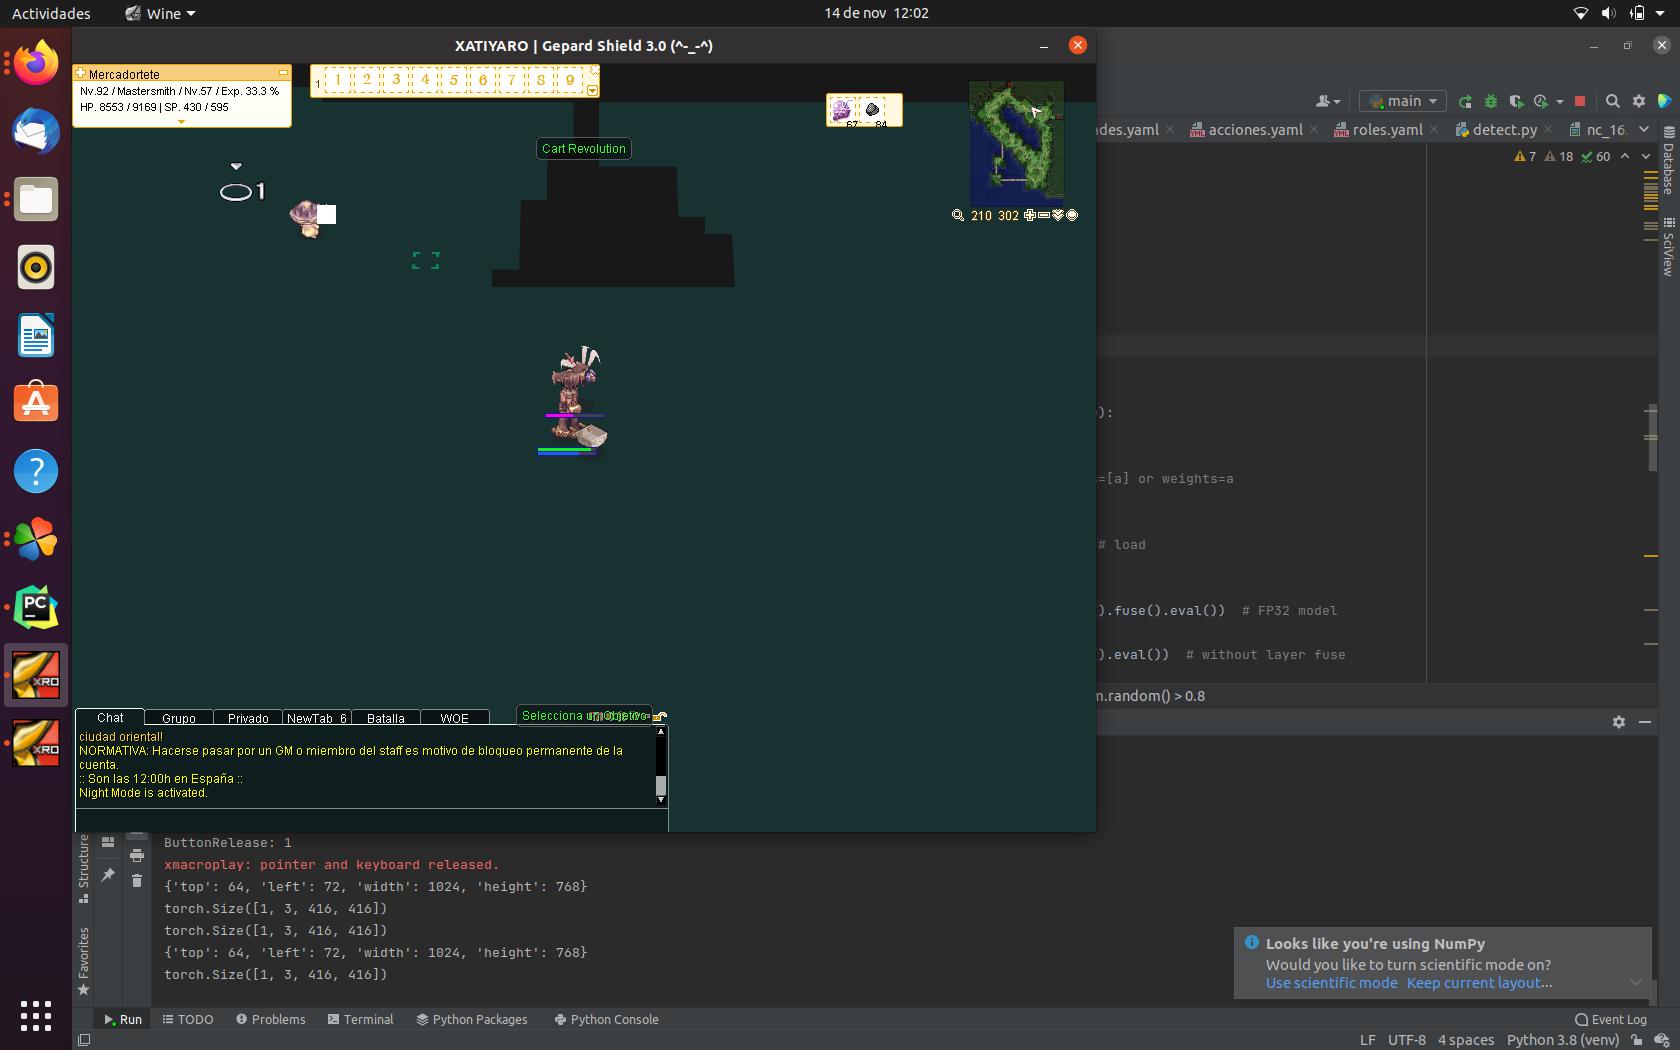 Actividades
Wine
14 de nov 12:02
XATIYARO | Gepard Shield 3.0 (^-_-^)
Mercadortete
Nv.92 / Mastersmith / Nv.57 / Exp. 33.3 %
HP. 8553 / 9169 | SP. 430 / 595
1 1 2 3 4 5 6 7 8 9
67 84
Cart Revolution
1
210 302
main
des.yaml
acciones.yaml
roles.yaml
detect.py
nc_16.
7 18 60
Database
SciView
):
=[a] or weights=a
# load
).fuse().eval()) # FP32 model
).eval()) # without layer fuse
m.random() > 0.8
XRO
XRO
PC
Chat
Grupo
Privado
NewTab_6
Batalla
WOE
Selecciona un objetivo
ciudad oriental!
NORMATIVA: Hacerse pasar por un GM o miembro del staff es motivo de bloqueo permanente de la
cuenta.
:: Son las 12:00h en España ::
Night Mode is activated.
Structure
Favorites
ButtonRelease: 1
xmacroplay: pointer and keyboard released.
{'top': 64, 'left': 72, 'width': 1024, 'height': 768}
torch.Size([1, 3, 416, 416])
torch.Size([1, 3, 416, 416])
{'top': 64, 'left': 72, 'width': 1024, 'height': 768}
torch.Size([1, 3, 416, 416])
Looks like you're using NumPy
Would you like to turn scientific mode on?
Use scientific mode Keep current layout...
Run
TODO
Problems
Terminal
Python Packages
Python Console
Event Log
LF UTF-8 4 spaces Python 3.8 (venv)